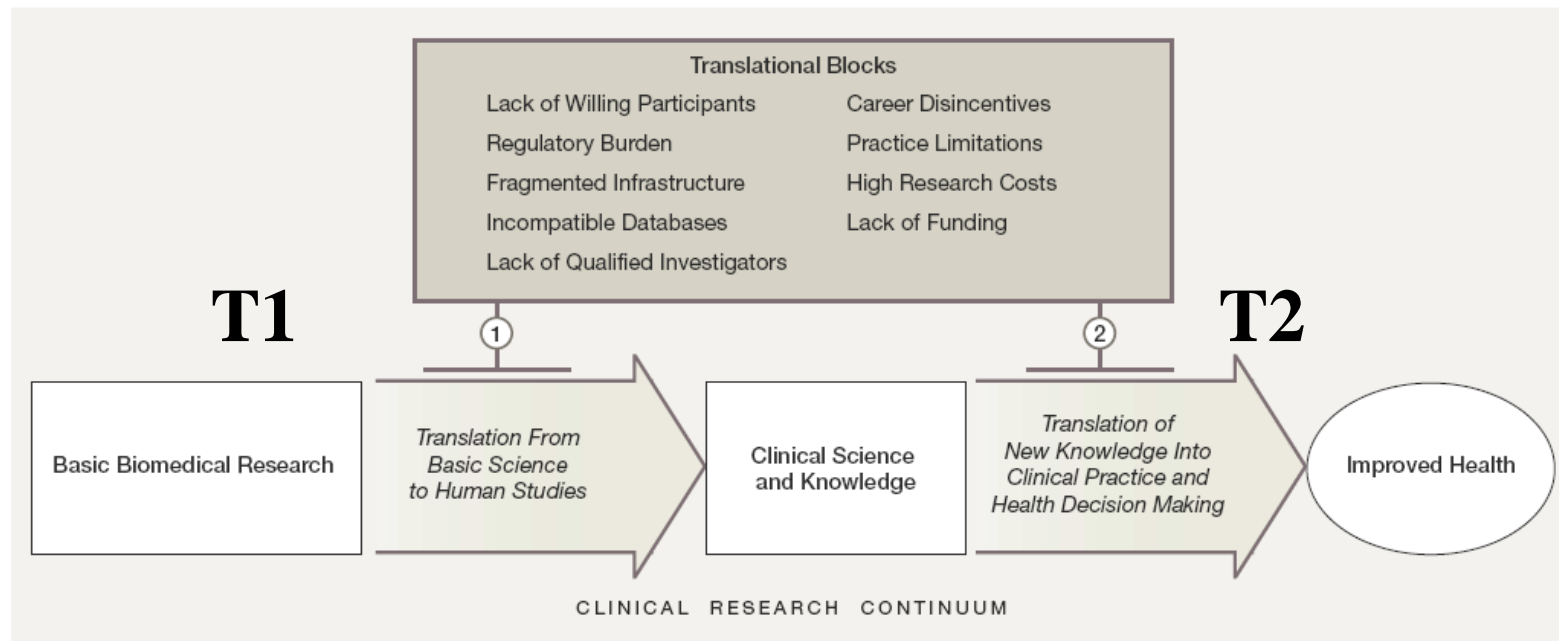 Translational Blocks
Lack of Willing Participants
Regulatory Burden
Fragmented Infrastructure
Incompatible Databases
Lack of Qualified Investigators
Career Disincentives
Practice Limitations
High Research Costs
Lack of Funding
T1
1
2
T2
Basic Biomedical Research
Translation From
Basic Science
to Human Studies
Clinical Science
and Knowledge
Translation of
New Knowledge Into
Clinical Practice and
Health Decision Making
Improved Health
CLINICAL RESEARCH CONTINUUM